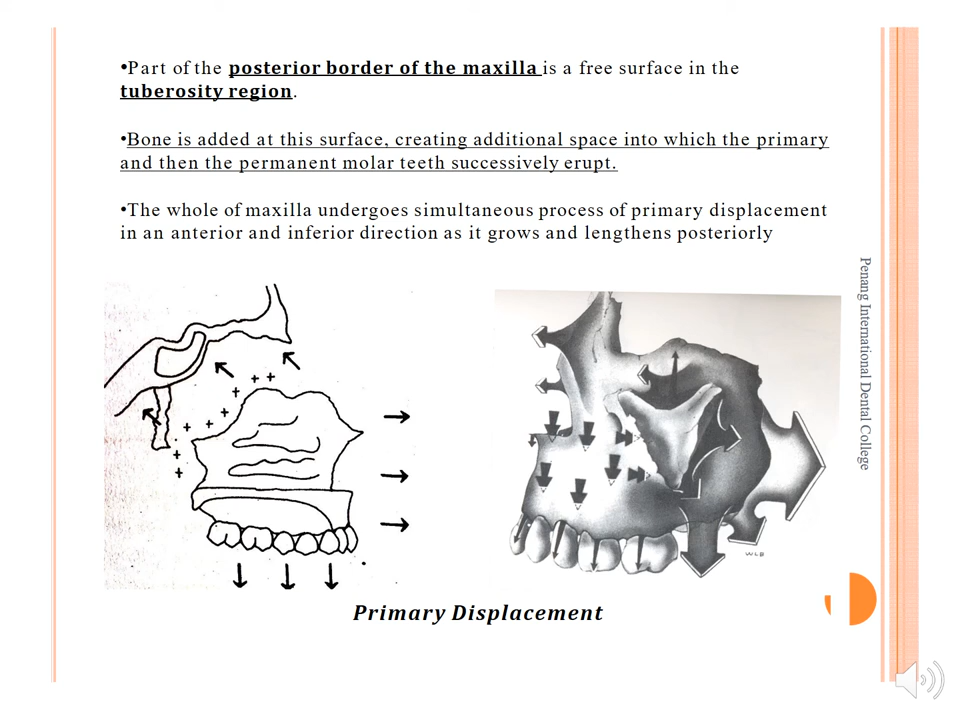 •Part of the posterior border of the maxilla is a free surface in the
tuberosity region.
•Bone is added at this surface, creating additional space into which the primary
and then the permanent molar teeth successively erupt.
•The whole of maxilla undergoes simultaneous process of primary displacement
in an anterior and inferior direction as it grows and lengthens posteriorly
Penang International Dental College
WLB
Primary Displacement